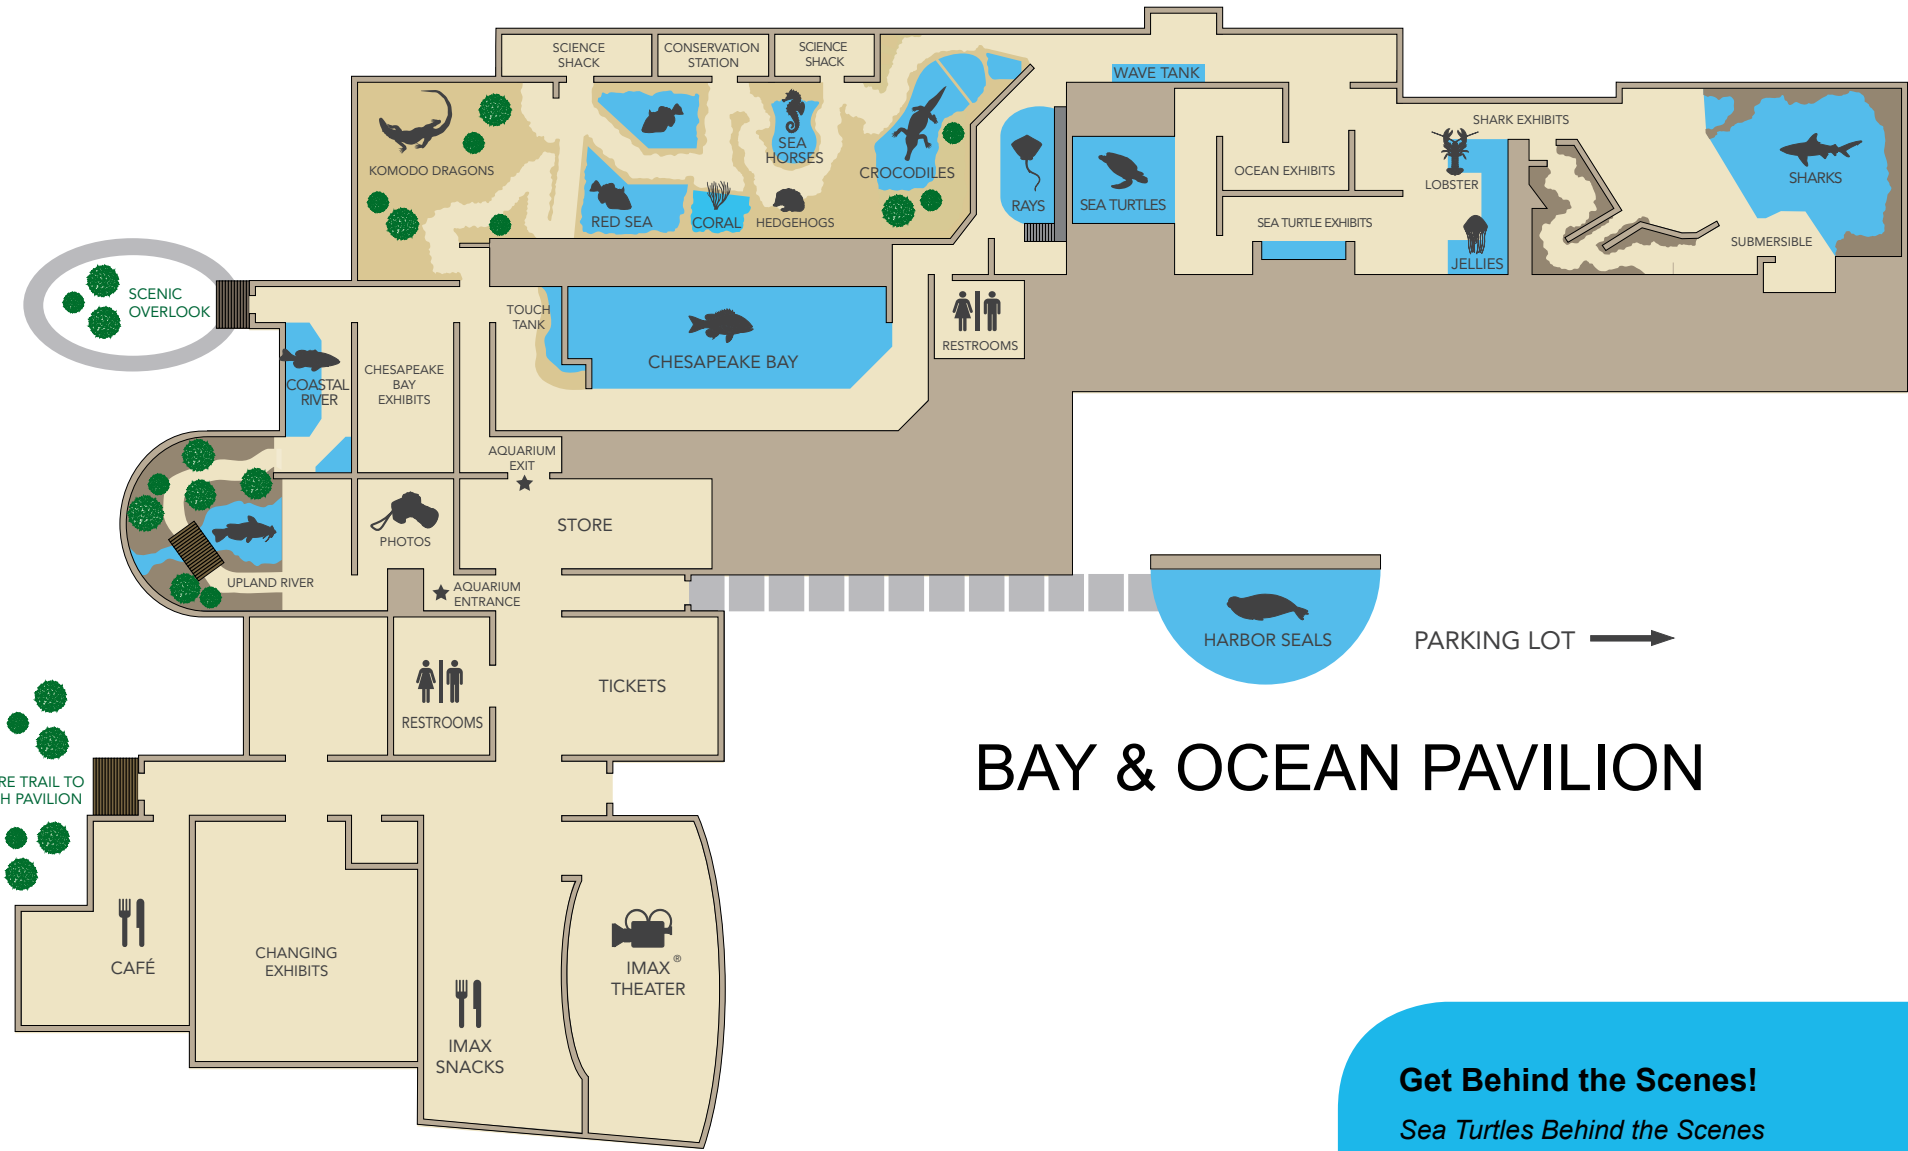 SCIENCE
SHACK
CONSERVATION
STATION
SCIENCE
SHACK
WAVE TANK
KOMODO DRAGONS
SEA
HORSES
CROCODILES
RED SEA
CORAL
HEDGEHOGS
RAYS
SEA TURTLES
OCEAN EXHIBITS
SEA TURTLE EXHIBITS
SHARK EXHIBITS
LOBSTER
JELLIES
SHARKS
SUBMERSIBLE
SCENIC
OVERLOOK
TOUCH
TANK
CHESAPEAKE BAY
RESTROOMS
COASTAL
RIVER
CHESAPEAKE
BAY
EXHIBITS
AQUARIUM
EXIT
STORE
PHOTOS
UPLAND RIVER
AQUARIUM
ENTRANCE
HARBOR SEALS
PARKING LOT
RESTROOMS
TICKETS
BAY & OCEAN PAVILION
RE TRAIL TO
H PAVILION
CAFÉ
CHANGING
EXHIBITS
IMAX
SNACKS
IMAX®
THEATER
Get Behind the Scenes!
Sea Turtles Behind the Scenes